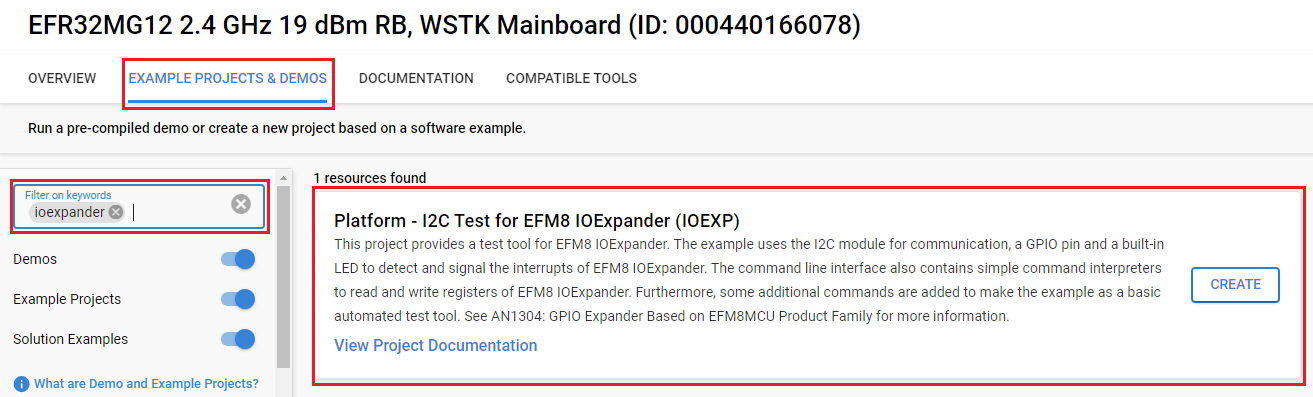 EFR32MG12 2.4 GHz 19 dBm RB, WSTK Mainboard (ID: 000440166078)
OVERVIEW
EXAMPLE PROJECTS & DEMOS
DOCUMENTATION
COMPATIBLE TOOLS
Run a pre-compiled demo or create a new project based on a software example.
Filter on keywords
ioexpander
Demos
Example Projects
Solution Examples
What are Demo and Example Projects?
1 resources found
Platform - I2C Test for EFM8 IOExpander (IOEXP)
This project provides a test tool for EFM8 IOExpander. The example uses the I2C module for communication, a GPIO pin and a built-in
LED to detect and signal the interrupts of EFM8 IOExpander. The command line interface also contains simple command interpreters
to read and write registers of EFM8 IOExpander. Furthermore, some additional commands are added to make the example as a basic
automated test tool. See AN1304: GPIO Expander Based on EFM8MCU Product Family for more information.
View Project Documentation
CREATE